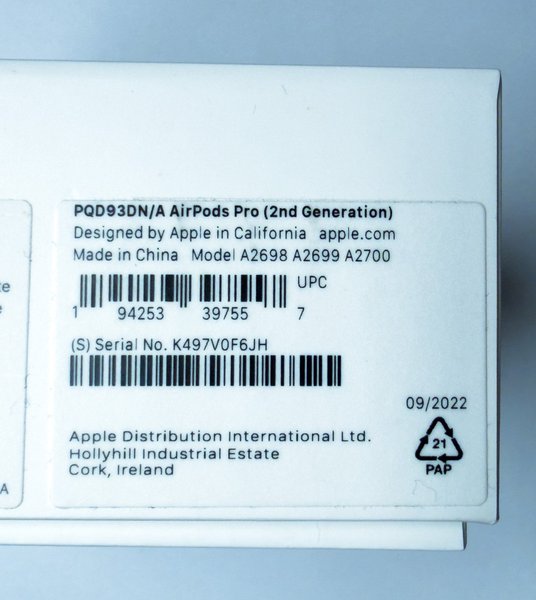 PQD93DN/A AirPods Pro (2nd Generation)
Designed by Apple in California apple.com
Made in China Model A2698 A2699 A2700
UPC
1 94253 39755 7
(S) Serial No. K497V0F6JH
09/2022
Apple Distribution International Ltd.
Hollyhill Industrial Estate
Cork, Ireland
21
PAP